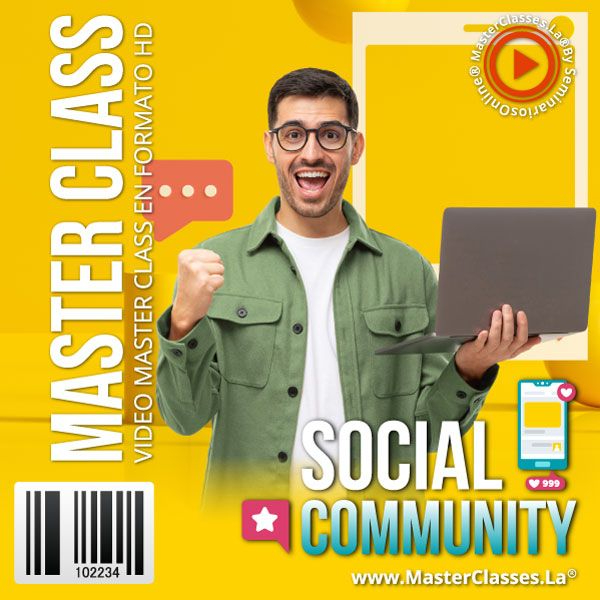 MASTER CLASS
VIDEO MASTER CLASS EN FORMATO HD
MasterClasses.La®By SeminariosOnline®
SOCIAL
COMMUNITY
999
102234
www.MasterClasses.La®